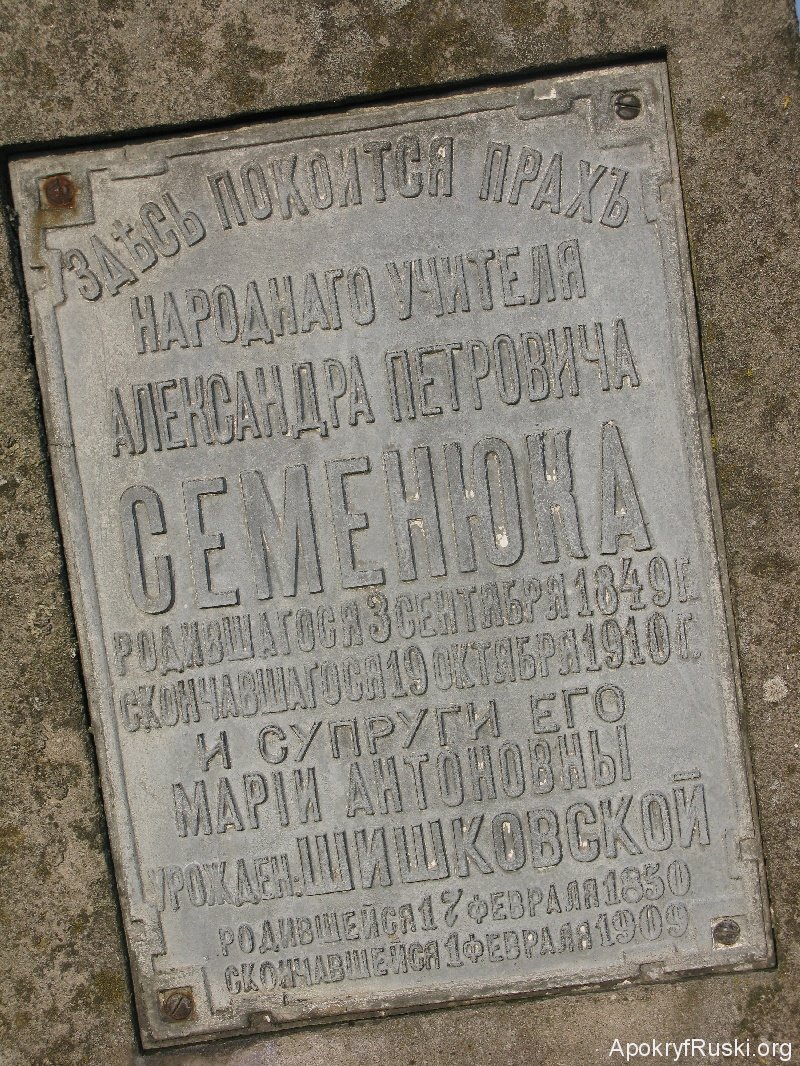 ЗДѢСЬ ПОКОИТСЯ ПРАХЪ
НАРОДНАГО УЧИТЕЛЯ
АЛЕКСАНДРА ПЕТРОВИЧА
СЕМЕНЮКА
РОДИВШАГОСЯ 3 СЕНТЯБРЯ 1849 Г.
СКОНЧАВШАГОСЯ 19 ОКТЯБРЯ 1910 Г.
И СУПРУГИ ЕГО
МАРІИ АНТОНОВНЫ
УРОЖДЕН. ШИШКОВСКОЙ
РОДИВШЕЙСЯ 17 ФЕВРАЛЯ 1850
СКОНЧАВШЕЙСЯ 1 ФЕВРАЛЯ 1909
ApokryfRuski.org